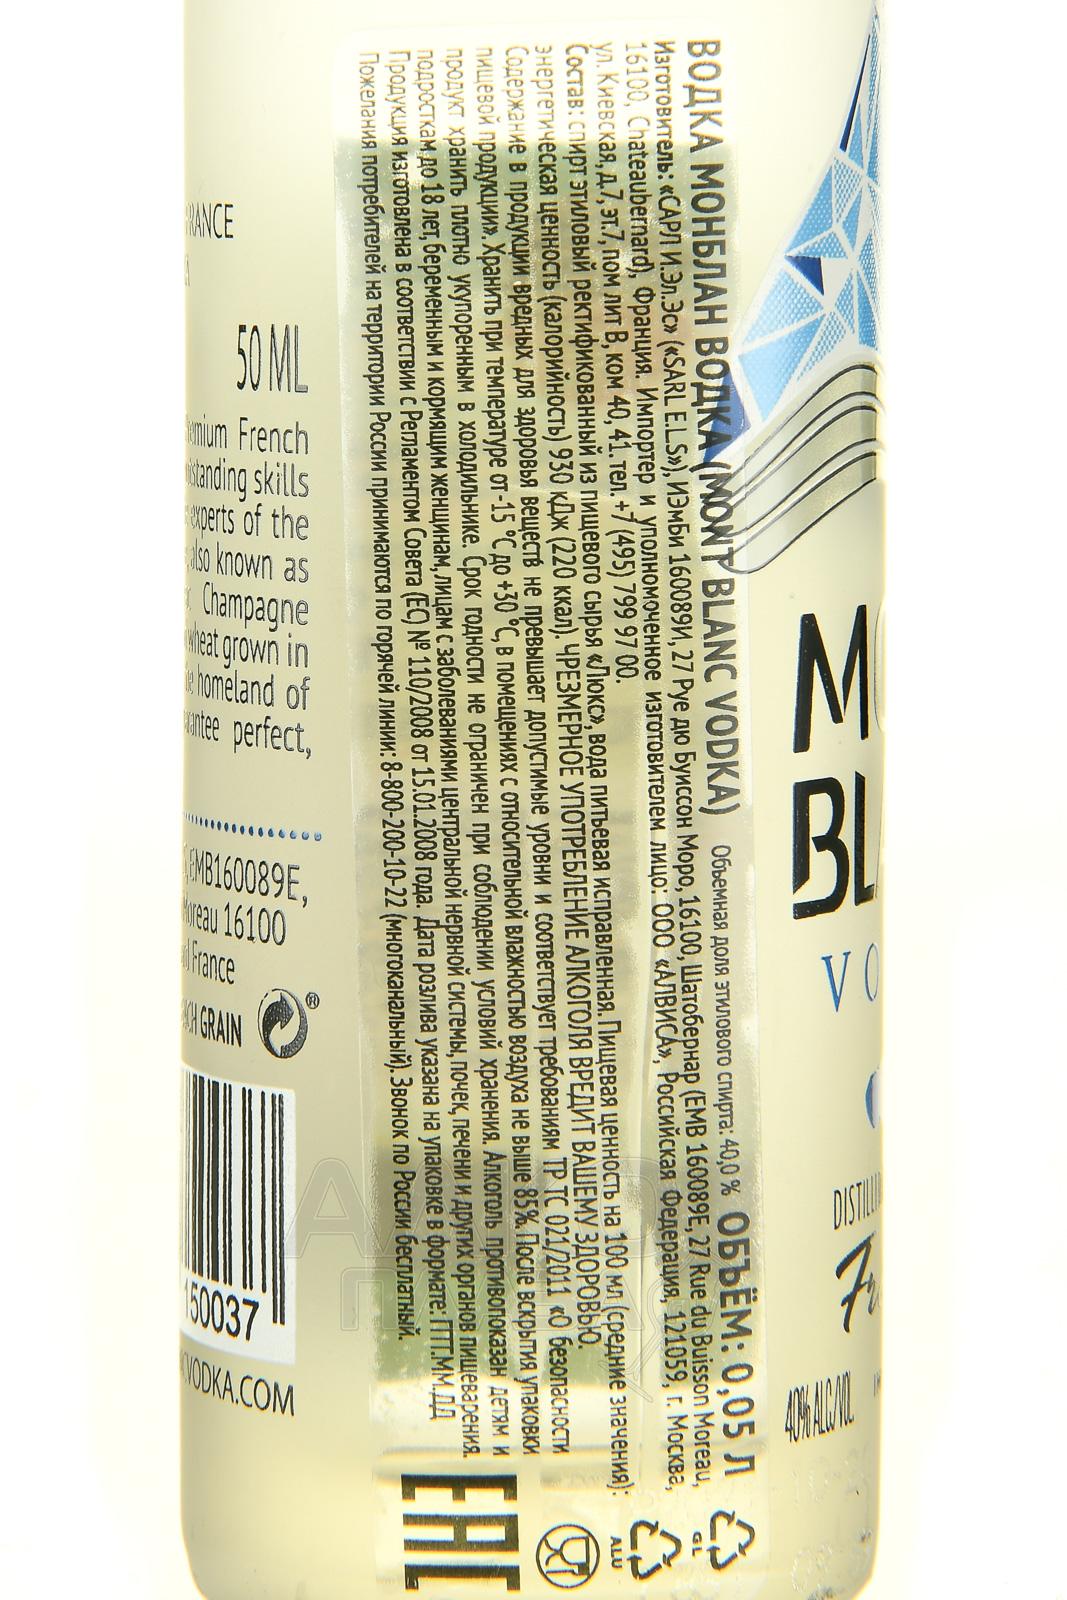 ВОДКА МОНБЛАН ВОДКА (MONT BLANC VODKA) Объемная доля этилового спирта: 40,0 % ОБЪЁМ: 0,05 Л
Изготовитель: «САРЛ И.Эл.Эс» («SARL ELS»), ИЭмБи 160089И, 27 Руе дю Буиссон Моро, 16100, Шатобернар (EMB 160089E, 27 Rue du Buisson Moreau,
16100, Chateaubernard), Франция. Импортер и уполномоченное изготовителем лицо: ООО «АЛВИСА», Российская Федерация, 121059, г. Москва,
ул. Киевская, д.7, эт.7, пом лит В, ком 40, 41. тел. +7 (495) 799 97 00.
Состав: спирт этиловый ректификованный из пищевого сырья «Люкс», вода питьевая исправленная. Пищевая ценность на 100 мл (средние значения):
энергетическая ценность (калорийность) 930 кДж (220 ккал). ЧРЕЗМЕРНОЕ УПОТРЕБЛЕНИЕ АЛКОГОЛЯ ВРЕДИТ ВАШЕМУ ЗДОРОВЬЮ.
Содержание в продукции вредных для здоровья веществ не превышает допустимые уровни и соответствует требованиям ТР ТС 021/2011 «О безопасности
пищевой продукции». Хранить при температуре от -15 °С до +30 °С, в помещениях с относительной влажностью воздуха не выше 85%. После вскрытия упаковки
продукт хранить плотно укупоренным в холодильнике. Срок годности не ограничен при соблюдении условий хранения. Алкоголь противопоказан детям и
подросткам до 18 лет, беременным и кормящим женщинам, лицам с заболеваниями центральной нервной системы, почек, печени и других органов пищеварения.
Продукция изготовлена в соответствии с Регламентом Совета (ЕС) № 110/2008 от 15.01.2008 года. Дата розлива указана на упаковке в формате: ГГГГ.ММ.ДД
Пожелания потребителей на территории России принимаются по горячей линии: 8-800-200-10-22 (многоканальный). Звонок по России бесплатный.
GL
ALU
EAC
FRANCE
50 ML
French
skills
experts of the
also known as
Champagne
wheat grown in
homeland of
perfect,
EMB160089E,
Moreau 16100
France
GRAIN
®
150037
VODKA.COM
M
BL
VO
DISTILL
Fr
40% ALC/VOL.